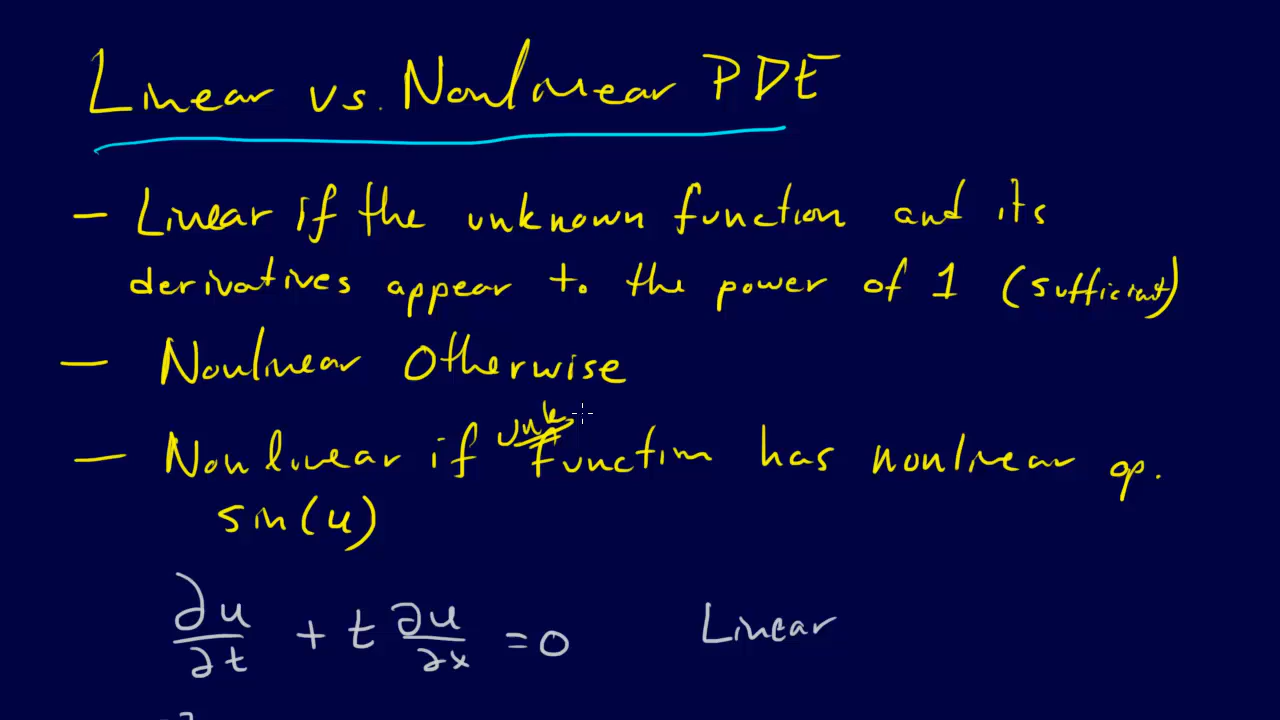 Linear vs. Nonlinear PDE
- Linear if the unknown function and its
derivatives appear to the power of 1 (sufficient)
- Nonlinear Otherwise
- Nonlinear if unk function has nonlinear op.
sin(u)
∂u/∂t + t ∂u/∂x = 0 Linear